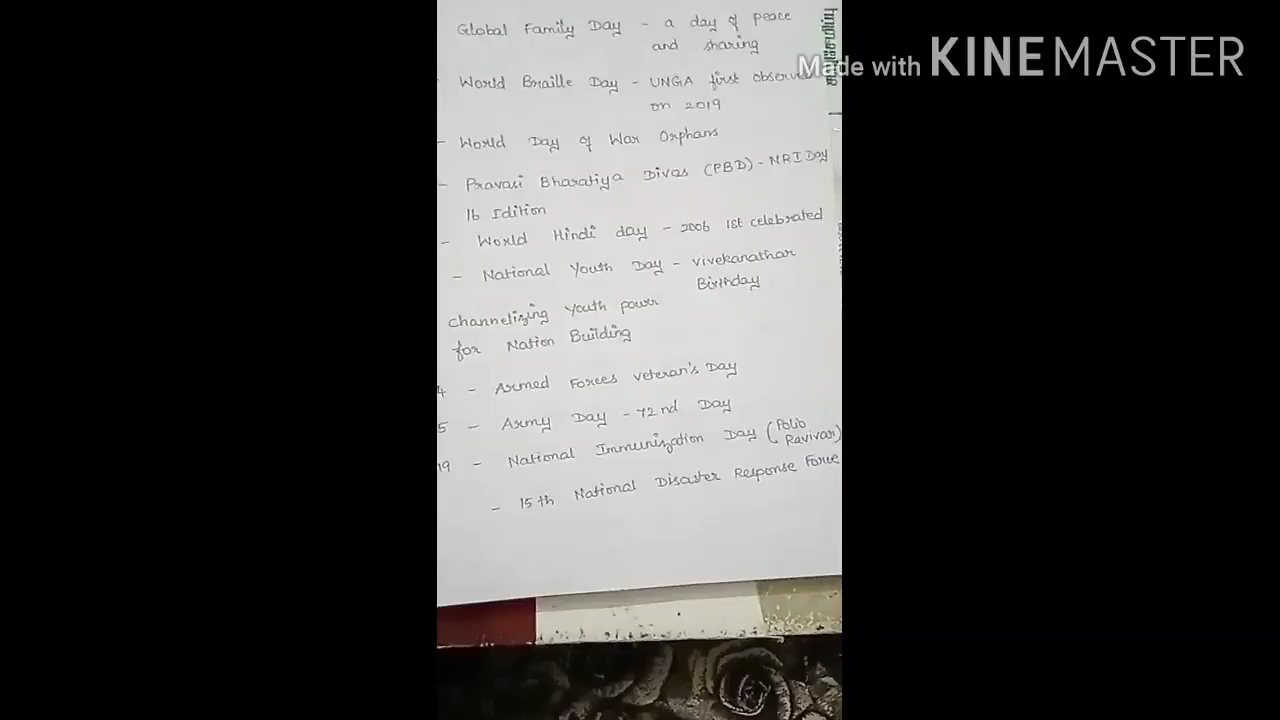 Global Family Day - a day of peace
and sharing
Made with KINEMASTER
World Braille Day - UNGA first observe
on 2019
- World Day of War Orphans
- Pravasi Bharatiya Divas (PBD) - NRI Day
16 Idition
- World Hindi day - 2006 1st celebrated
- National Youth Day - vivekanathar
Birthday
channelizing Youth power
for Nation Building
4 - Armed Forces veteran's Day
5 - Army Day - 72nd Day
19 - National Immunization Day (Polio
Ravivar)
- 15th National Disaster Response Force